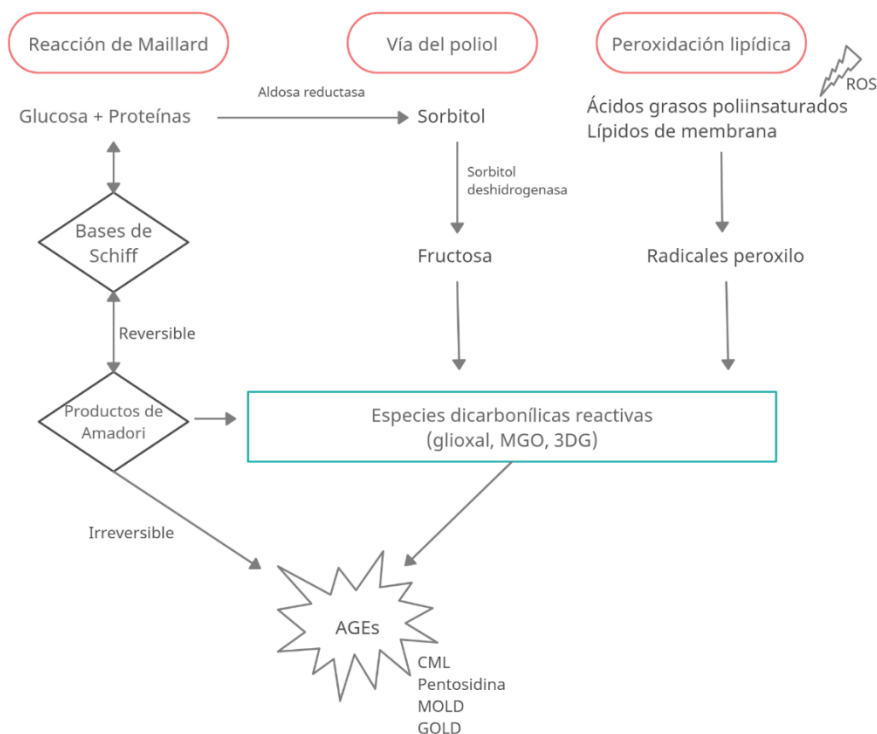 Reacción de Maillard
Vía del poliol
Peroxidación lipídica
ROS
Aldosa reductasa
Glucosa + Proteínas
Sorbitol
Ácidos grasos poliinsaturados
Lípidos de membrana
Sorbitol
deshidrogenasa
Bases de
Schiff
Fructosa
Radicales peroxilo
Reversible
Productos de
Amadori
Especies dicarbonílicas reactivas
(glioxal, MGO, 3DG)
Irreversible
AGEs
CML
Pentosidina
MOLD
GOLD